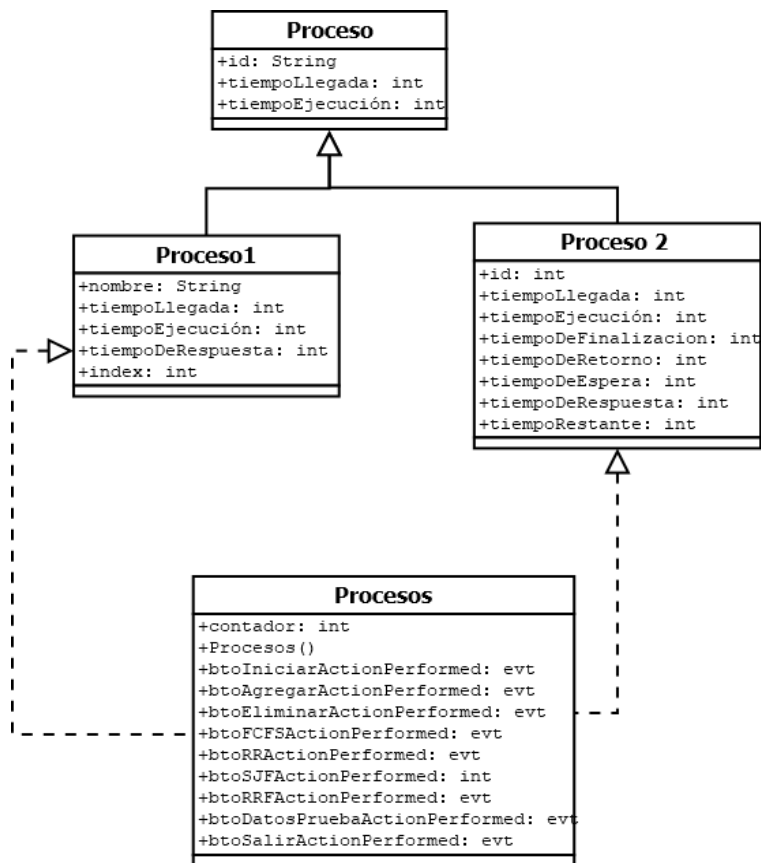 Proceso
+id: String
+tiempoLlegada: int
+tiempoEjecución: int
Proceso1
+nombre: String
+tiempoLlegada: int
+tiempoEjecución: int
+tiempoDeRespuesta: int
+index: int
Proceso 2
+id: int
+tiempoLlegada: int
+tiempoEjecución: int
+tiempoDeFinalizacion: int
+tiempoDeRetorno: int
+tiempoDeEspera: int
+tiempoDeRespuesta: int
+tiempoRestante: int
Procesos
+contador: int
+Procesos()
+btoIniciarActionPerformed: evt
+btoAgregarActionPerformed: evt
+btoEliminarActionPerformed: evt
+btoFCFSActionPerformed: evt
+btoRRActionPerformed: evt
+btoSJFActionPerformed: int
+btoRRFActionPerformed: evt
+btoDatosPruebaActionPerformed: evt
+btoSalirActionPerformed: evt